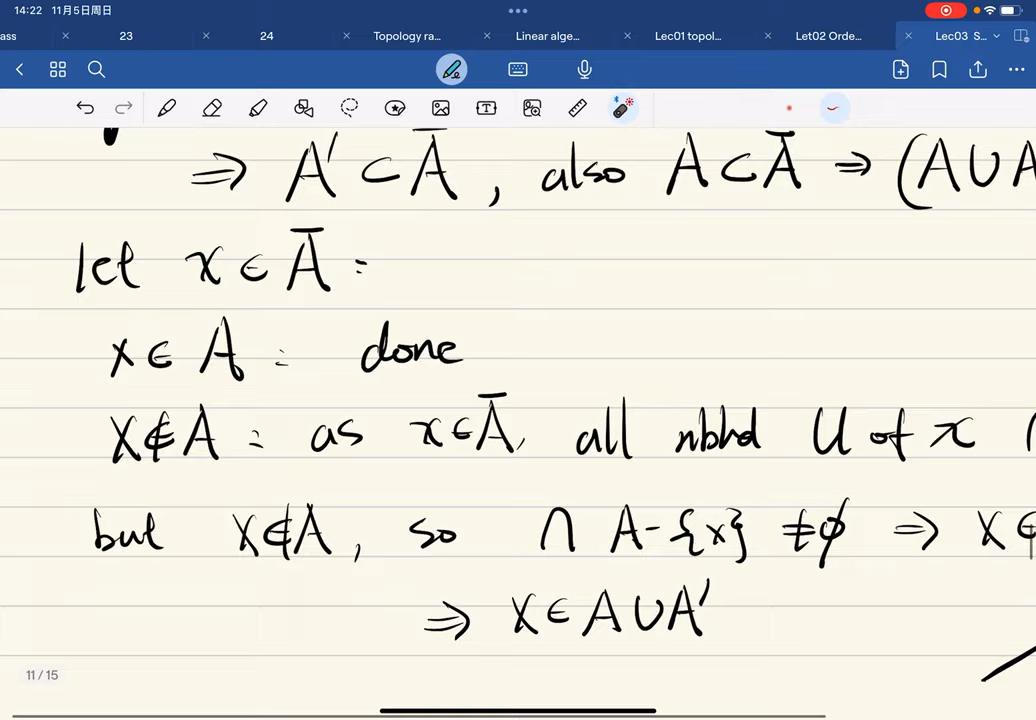 14:22 11月5日周日
ass 23 24 Topology ra... Linear alge... Lec01 topol... Let02 Orde... Lec03 S...
⇒ A' ⊂ Ā, also A ⊂ Ā ⇒ (A ∪ A
let x ∈ Ā :
x ∈ A : done
x ∉ A : as x ∈ Ā, all nbhd U of x ∩
but x ∉ A, so ∩ A-{x} ≠ ϕ ⇒ x ∈
⇒ x ∈ A ∪ A'
11 / 15